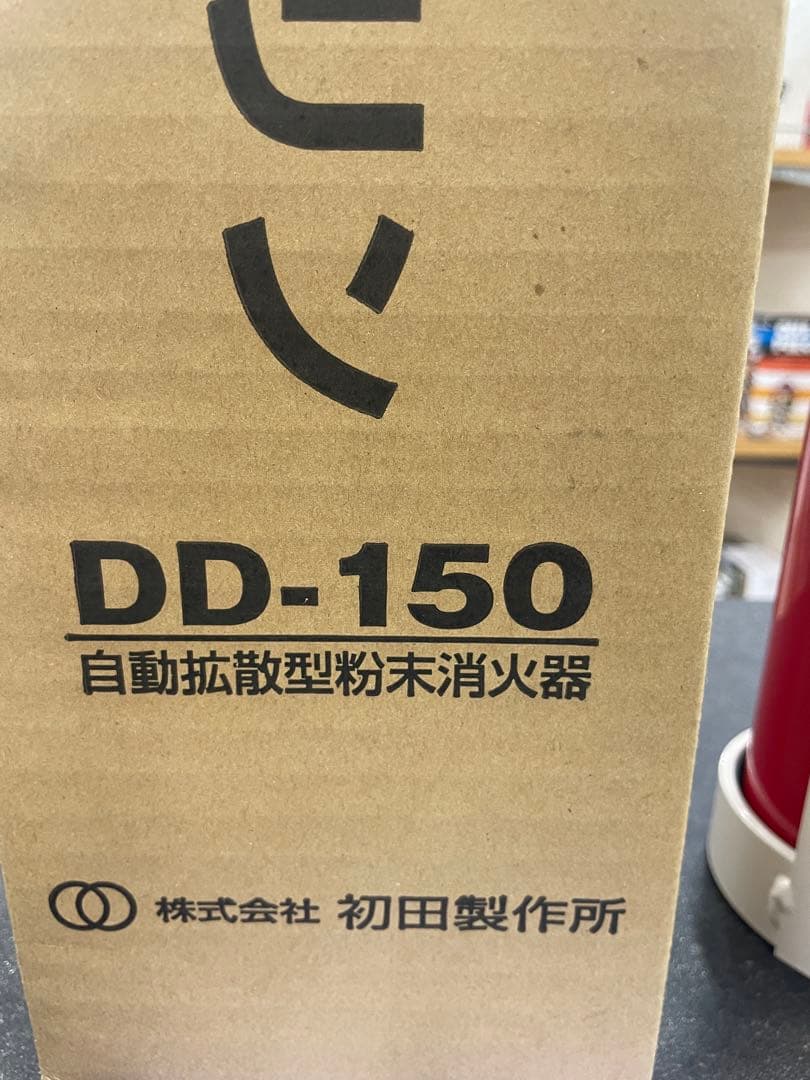 ン
DD-150
自動拡散型粉末消火器
株式会社 初田製作所